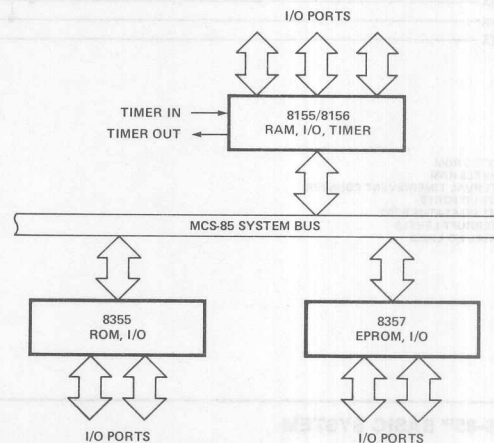 I/O PORTS
TIMER IN
TIMER OUT
8155/8156
RAM, I/O, TIMER
MCS-85 SYSTEM BUS
8355
ROM, I/O
8357
EPROM, I/O
I/O PORTS
I/O PORTS